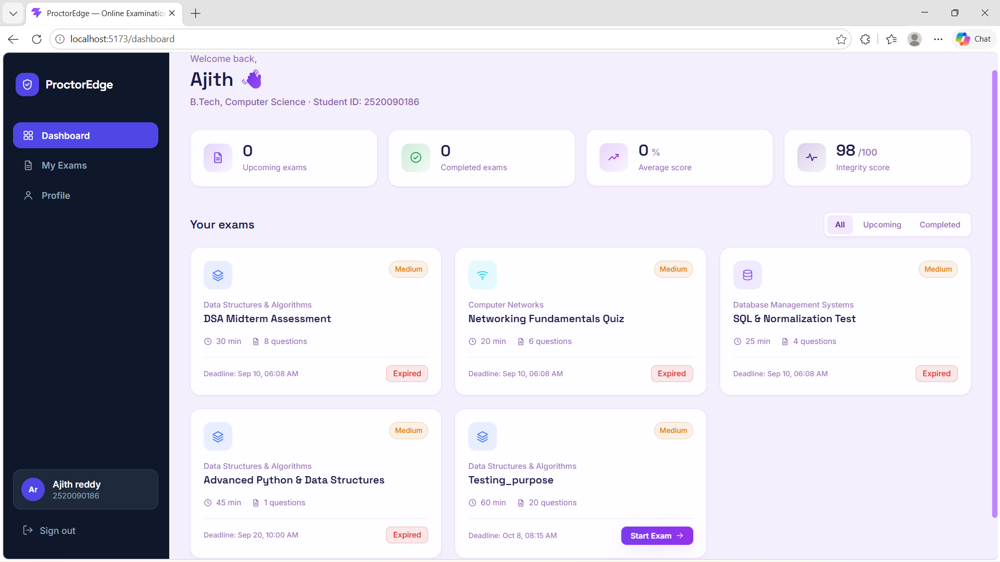 ProctorEdge — Online Examination
localhost:5173/dashboard
Chat
ProctorEdge
Dashboard
My Exams
Profile
Ajith reddy
Ar
2520090186
Sign out
Welcome back,
Ajith
B.Tech, Computer Science · Student ID: 2520090186
0
Upcoming exams
0
Completed exams
0 %
Average score
98 /100
Integrity score
Your exams
All Upcoming Completed
Medium
Data Structures & Algorithms
DSA Midterm Assessment
30 min 8 questions
Deadline: Sep 10, 06:08 AM Expired
Medium
Computer Networks
Networking Fundamentals Quiz
20 min 6 questions
Deadline: Sep 10, 06:08 AM Expired
Medium
Database Management Systems
SQL & Normalization Test
25 min 4 questions
Deadline: Sep 10, 06:08 AM Expired
Medium
Data Structures & Algorithms
Advanced Python & Data Structures
45 min 1 questions
Deadline: Sep 20, 10:00 AM Expired
Medium
Data Structures & Algorithms
Testing_purpose
60 min 20 questions
Deadline: Oct 8, 08:15 AM Start Exam →